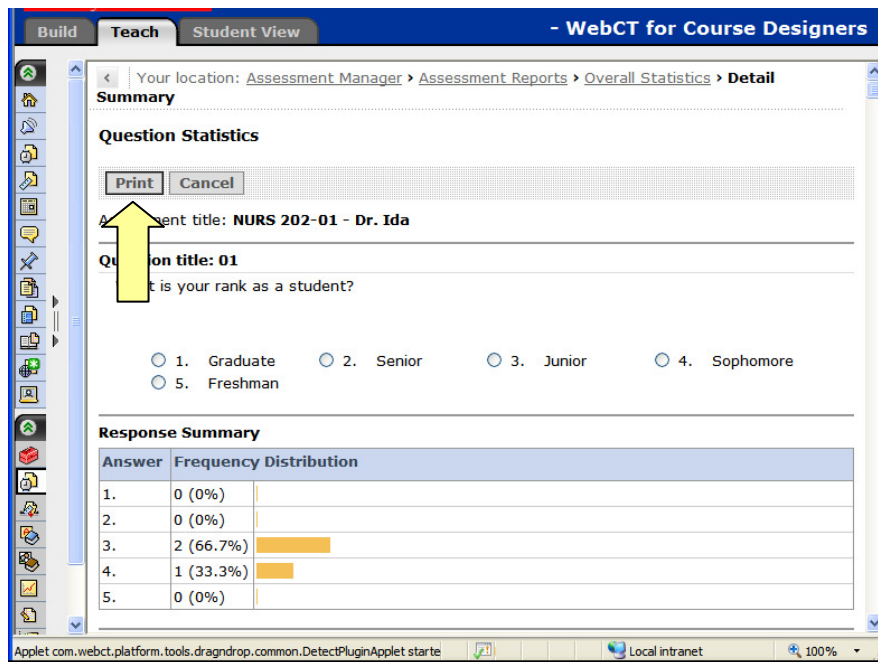 Build Teach Student View - WebCT for Course Designers
Your location: Assessment Manager › Assessment Reports › Overall Statistics › Detail
Summary
Question Statistics
Print Cancel
ent title: NURS 202-01 - Dr. Ida
title: 01
is your rank as a student?
1. Graduate 2. Senior 3. Junior 4. Sophomore
5. Freshman
Response Summary
Answer Frequency Distribution
1. 0 (0%)
2. 0 (0%)
3. 2 (66.7%)
4. 1 (33.3%)
5. 0 (0%)
Applet com.webct.platform.tools.dragndrop.common.DetectPluginApplet starte Local intranet 100%